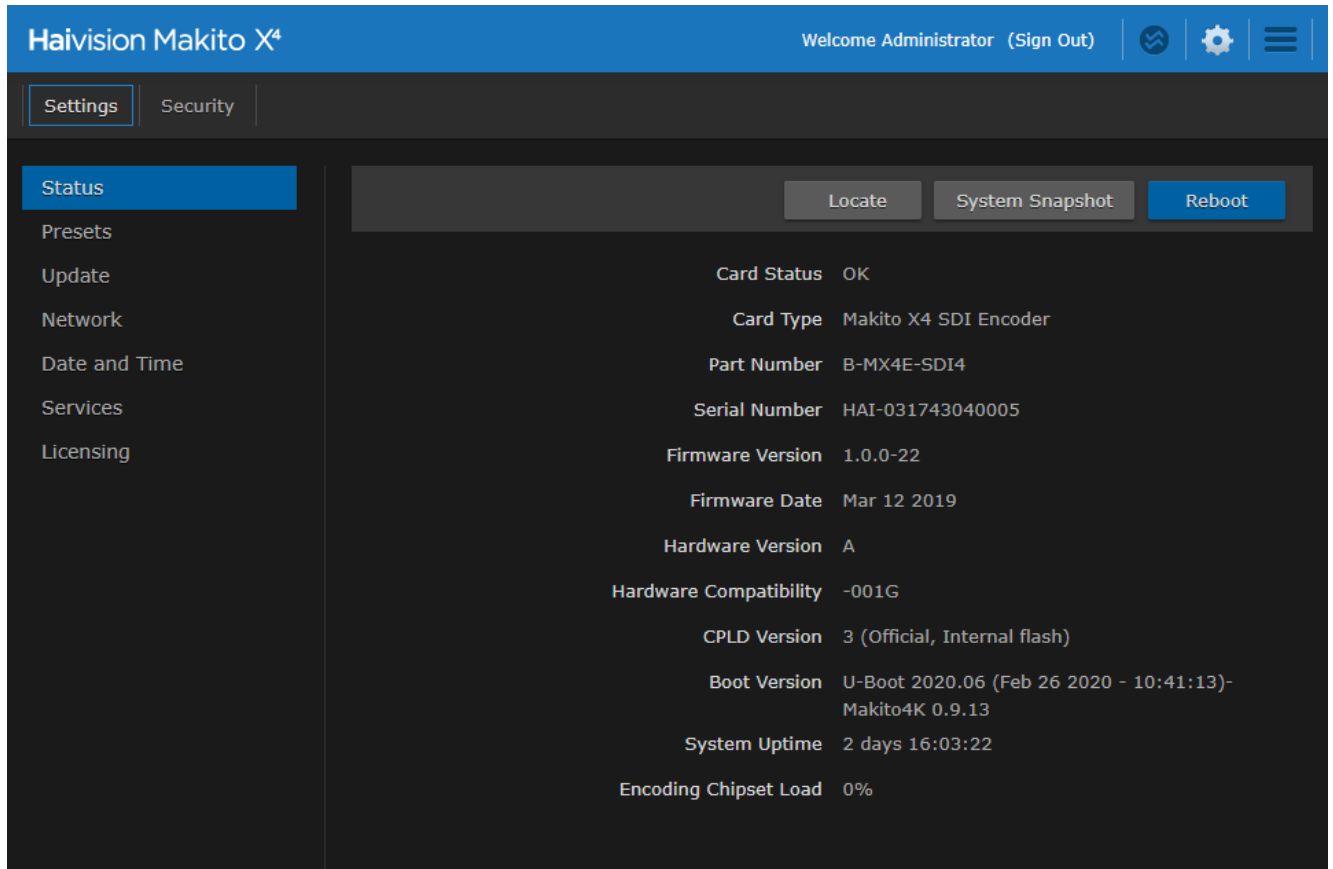 Haivision Makito X⁴
Welcome Administrator (Sign Out)
Settings Security
Status
Presets
Update
Network
Date and Time
Services
Licensing
Locate System Snapshot Reboot
Card Status OK
Card Type Makito X4 SDI Encoder
Part Number B-MX4E-SDI4
Serial Number HAI-031743040005
Firmware Version 1.0.0-22
Firmware Date Mar 12 2019
Hardware Version A
Hardware Compatibility -001G
CPLD Version 3 (Official, Internal flash)
Boot Version U-Boot 2020.06 (Feb 26 2020 - 10:41:13)-
Makito4K 0.9.13
System Uptime 2 days 16:03:22
Encoding Chipset Load 0%